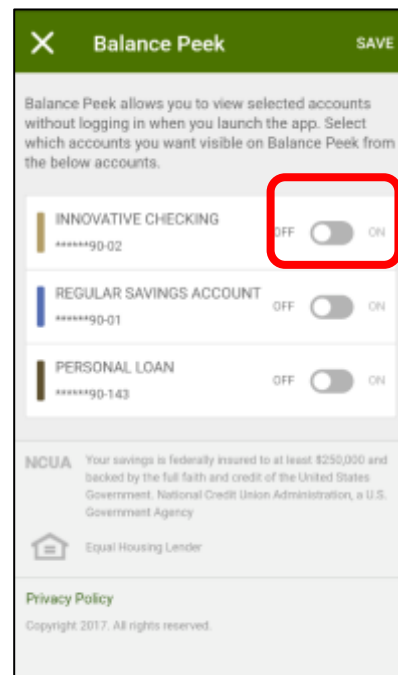 Balance Peek SAVE
Balance Peek allows you to view selected accounts
without logging in when you launch the app. Select
which accounts you want visible on Balance Peek from
the below accounts.
INNOVATIVE CHECKING
OFF ON
******90-02
REGULAR SAVINGS ACCOUNT
OFF ON
******90-01
PERSONAL LOAN
OFF ON
******90-143
NCUA Your savings is federally insured to at least $250,000 and
backed by the full faith and credit of the United States
Government. National Credit Union Administration, a U.S.
Government Agency
Equal Housing Lender
Privacy Policy
Copyright 2017. All rights reserved.